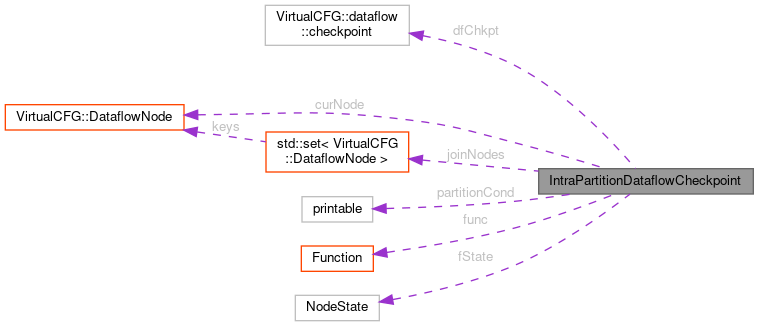 VirtualCFG::dataflow
::checkpoint
dfChkpt
curNode
VirtualCFG::DataflowNode
keys
std::set< VirtualCFG
::DataflowNode >
joinNodes
IntraPartitionDataflowCheckpoint
partitionCond
printable
func
Function
fState
NodeState